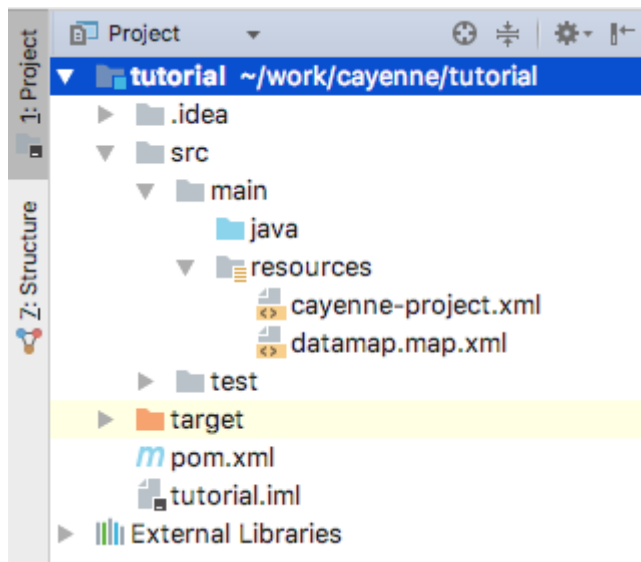 1: Project
Z: Structure
Project
tutorial ~/work/cayenne/tutorial
.idea
src
main
java
resources
cayenne-project.xml
datamap.map.xml
test
target
m pom.xml
tutorial.iml
External Libraries